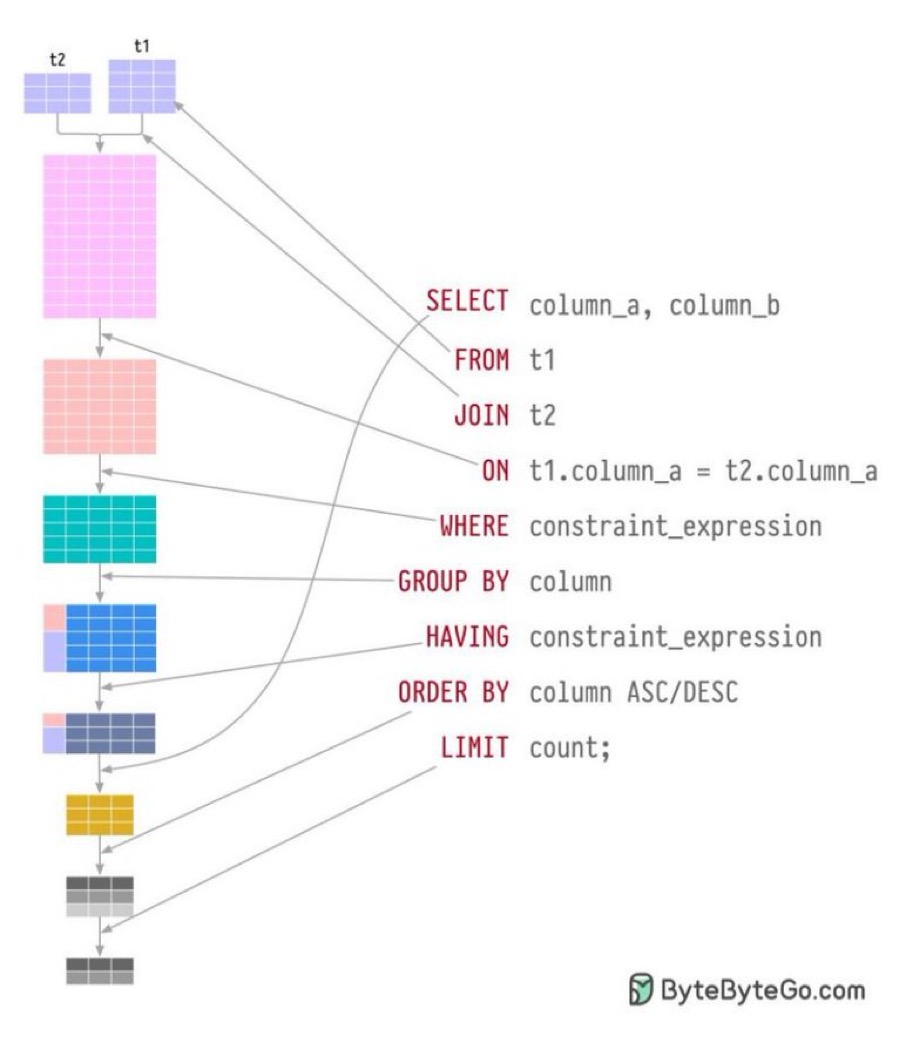 t2 t1
SELECT column_a, column_b
FROM t1
JOIN t2
ON t1.column_a = t2.column_a
WHERE constraint_expression
GROUP BY column
HAVING constraint_expression
ORDER BY column ASC/DESC
LIMIT count;
ByteByteGo.com